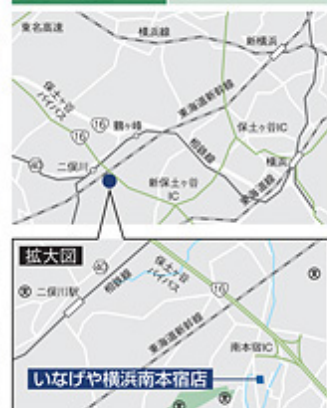 東名高速
横浜線
新横浜
保土ヶ谷
バイパス
16
16
鶴ヶ峰
東海道新幹線
保土ヶ谷IC
相鉄線
横浜
40
二俣川
新保土ヶ谷
IC
東海道線
拡大図
40
保土ヶ谷
バイパス
相鉄線
16
二俣川駅
東海道新幹線
南本宿IC
いなげや横浜南本宿店